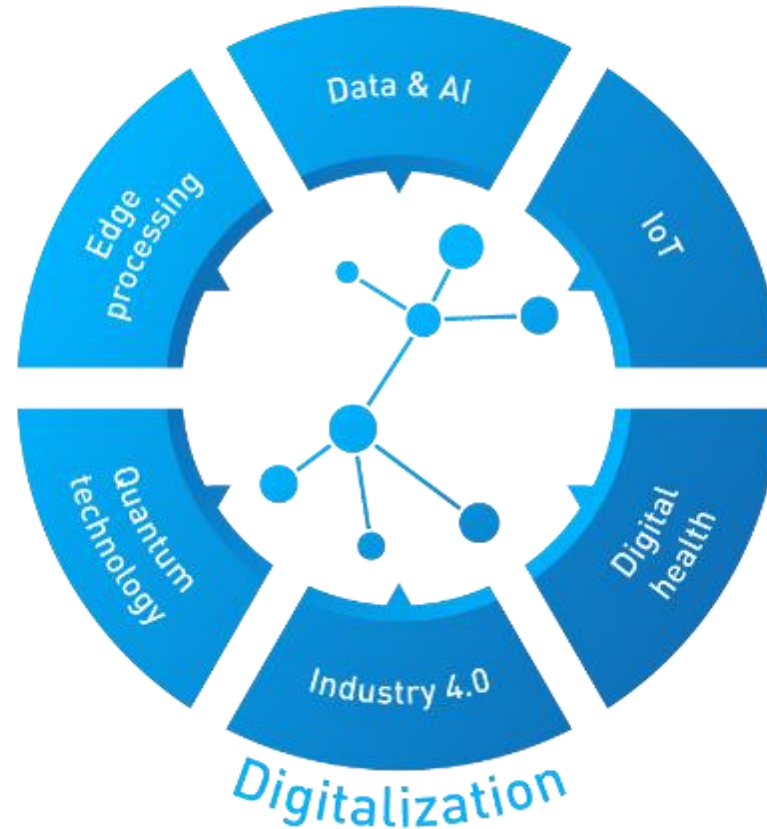 Data & AI
IoT
Digital
health
Industry 4.0
Quantum
technology
Edge
processing
Digitalization